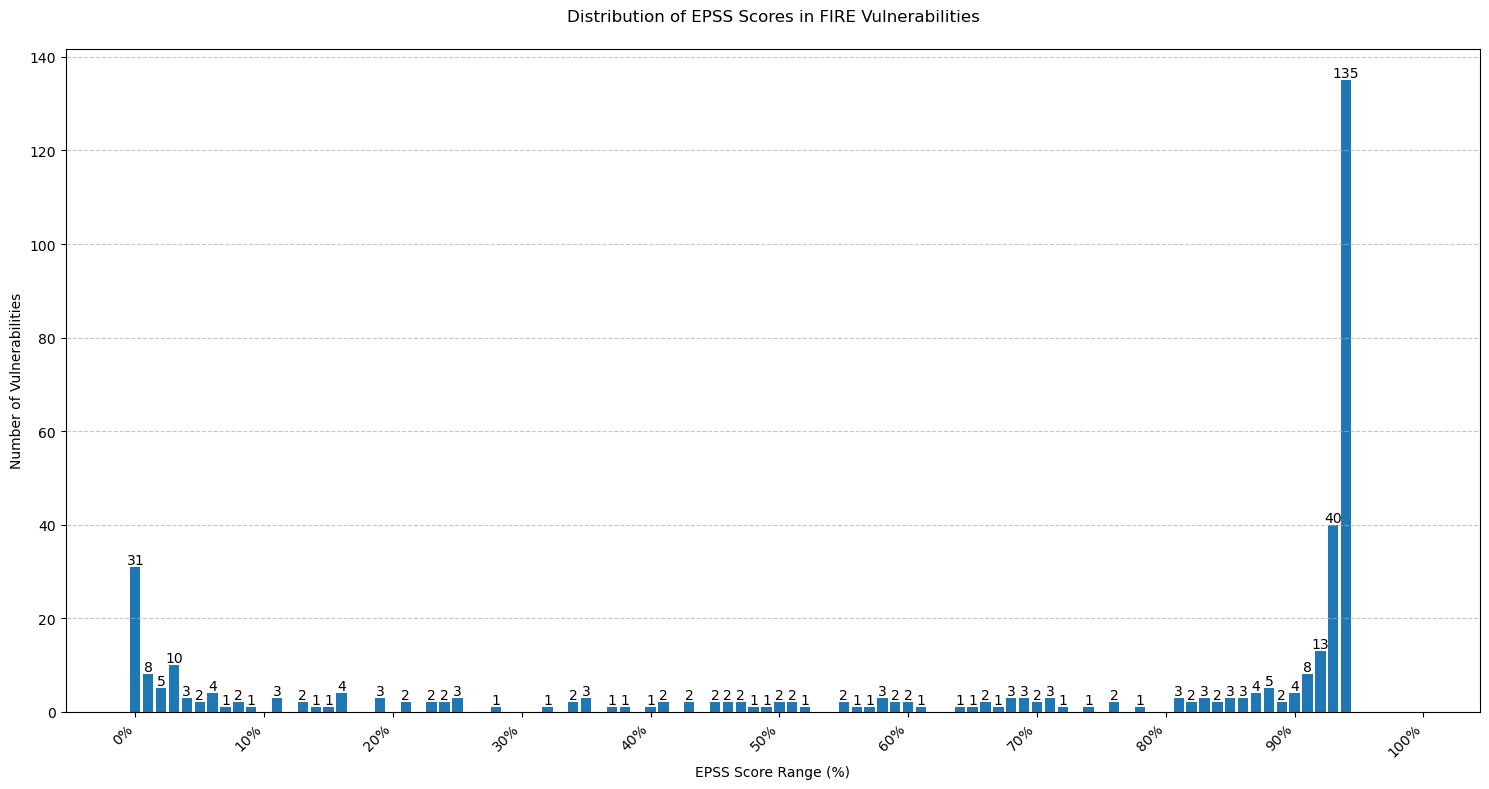 Distribution of EPSS Scores in FIRE Vulnerabilities
140
120
100
80
60
40
20
0
Number of Vulnerabilities
31 8 5 10 3 2 4 1 2 1 3 2 1 1 4 3 2 2 2 3 1 1 2 3 1 1 1 2 2 2 2 2 1 1 2 2 1 2 1 1 3 2 2 1 1 1 2 1 3 3 2 3 1 1 2 1 3 2 3 2 3 3 4 5 2 4 8 13 40 135
0% 10% 20% 30% 40% 50% 60% 70% 80% 90% 100%
EPSS Score Range (%)